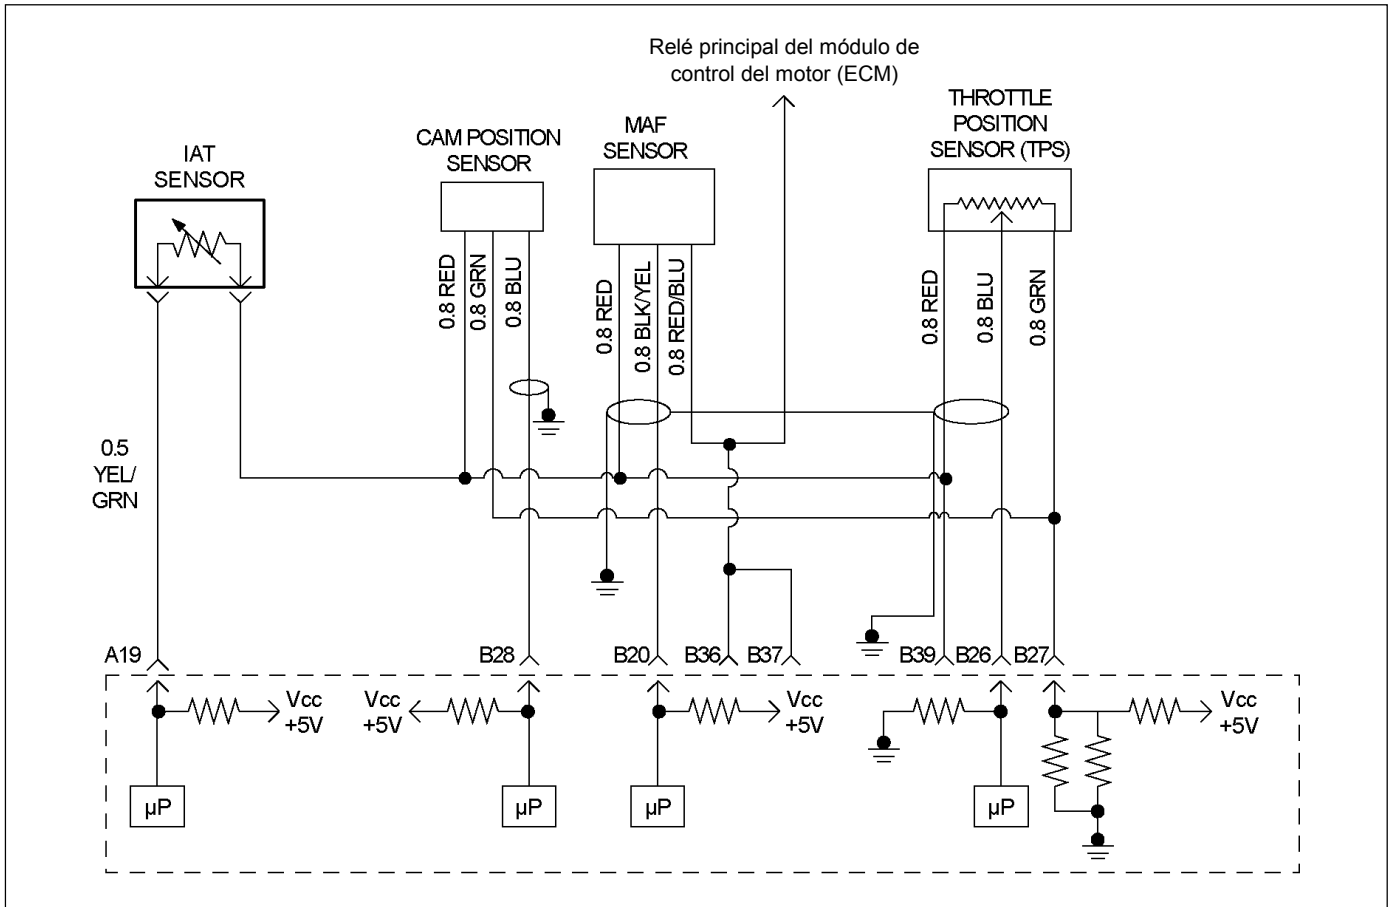 Relé principal del módulo de
control del motor (ECM)
IAT
SENSOR
CAM POSITION
SENSOR
MAF
SENSOR
THROTTLE
POSITION
SENSOR (TPS)
0.8 RED
0.8 GRN
0.8 BLU
0.8 RED
0.8 BLK/YEL
0.8 RED/BLU
0.8 RED
0.8 BLU
0.8 GRN
0.5
YEL/
GRN
A19
B28
B20
B36
B37
B39
B26
B27
Vcc
+5V
Vcc
+5V
Vcc
+5V
Vcc
+5V
µP
µP
µP
µP